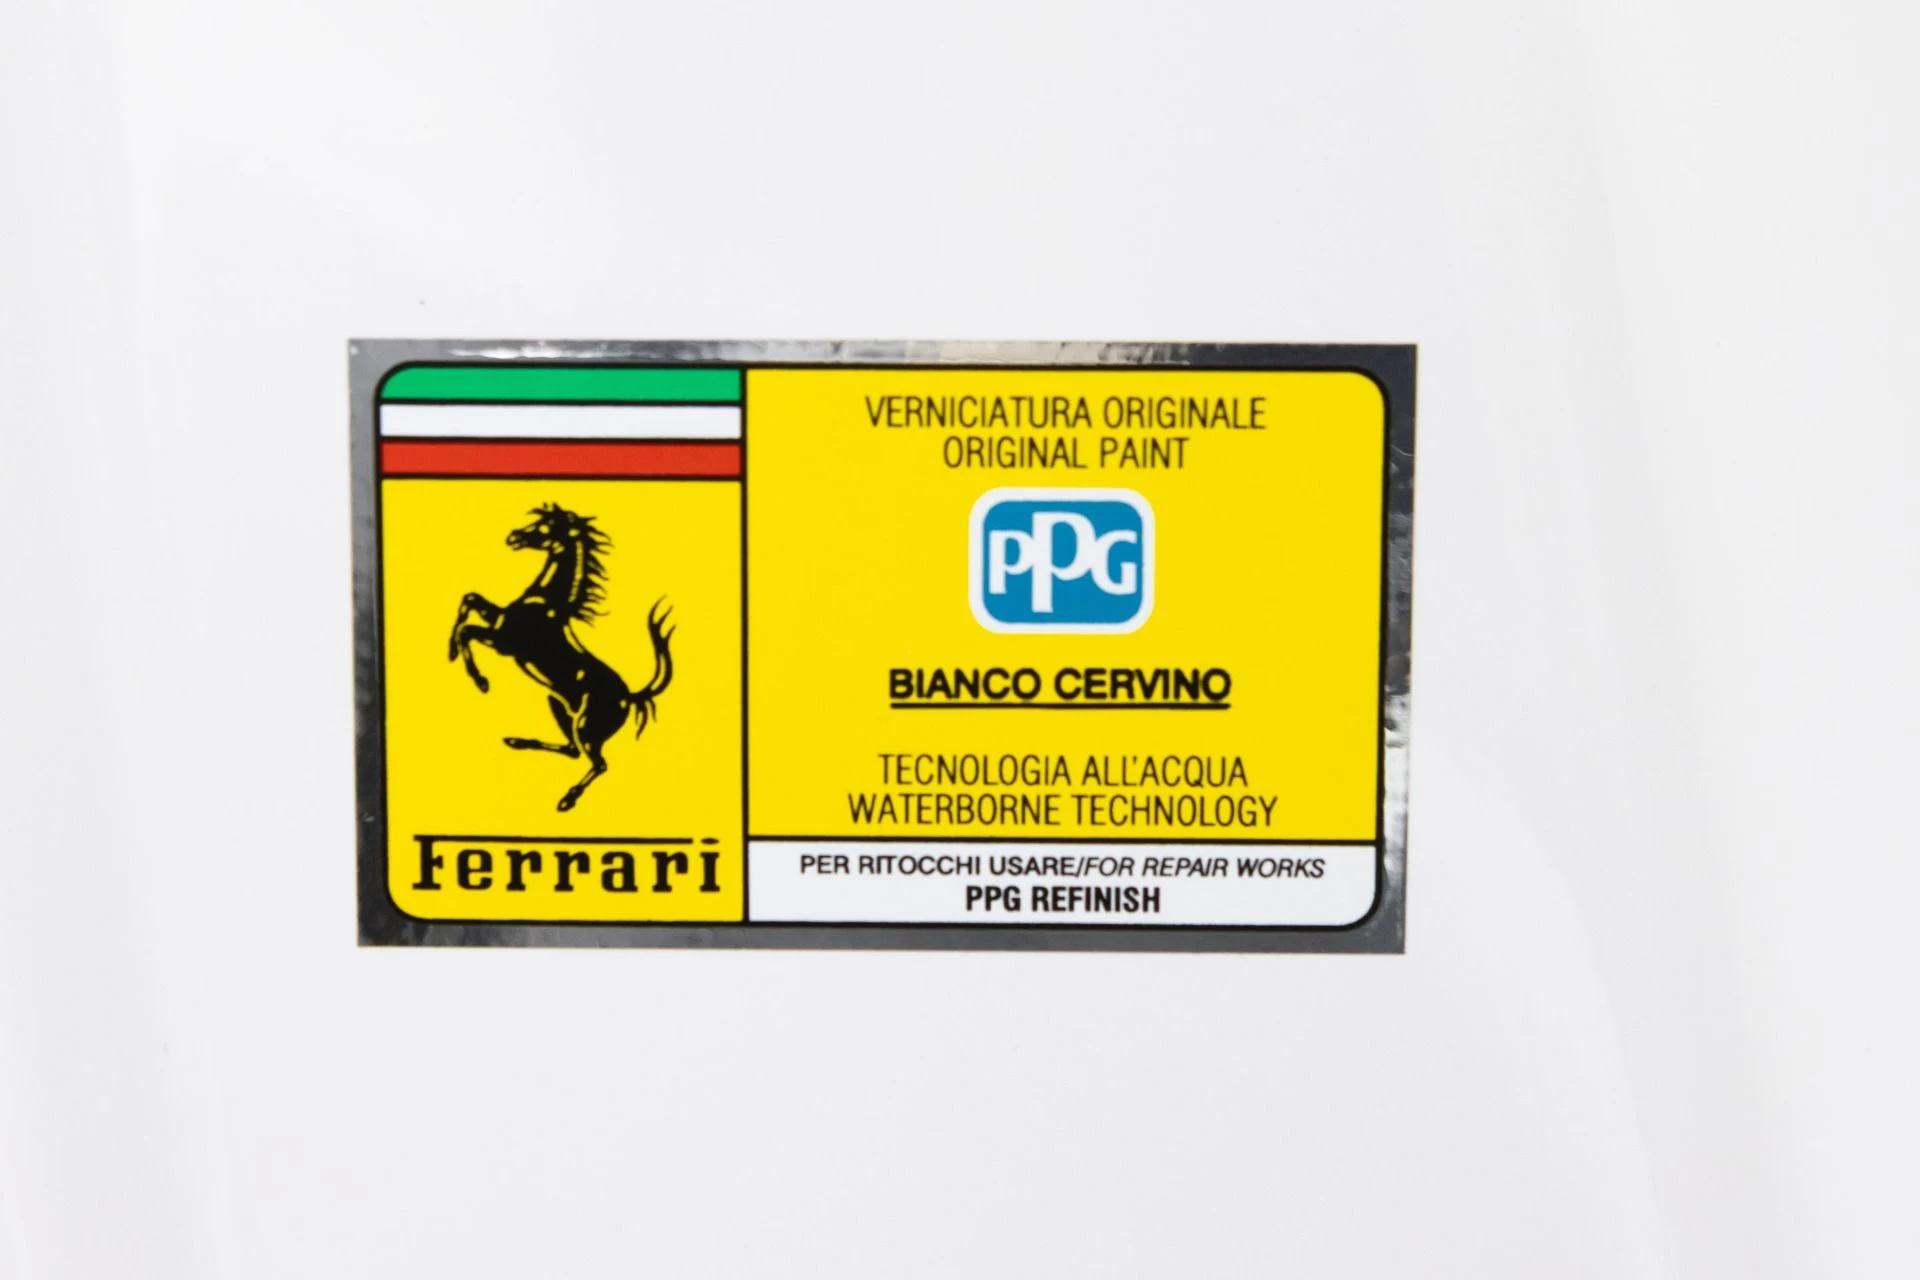 Ferrari
VERNICIATURA ORIGINALE
ORIGINAL PAINT
PPG
BIANCO CERVINO
TECNOLOGIA ALL'ACQUA
WATERBORNE TECHNOLOGY
PER RITOCCHI USARE/FOR REPAIR WORKS
PPG REFINISH